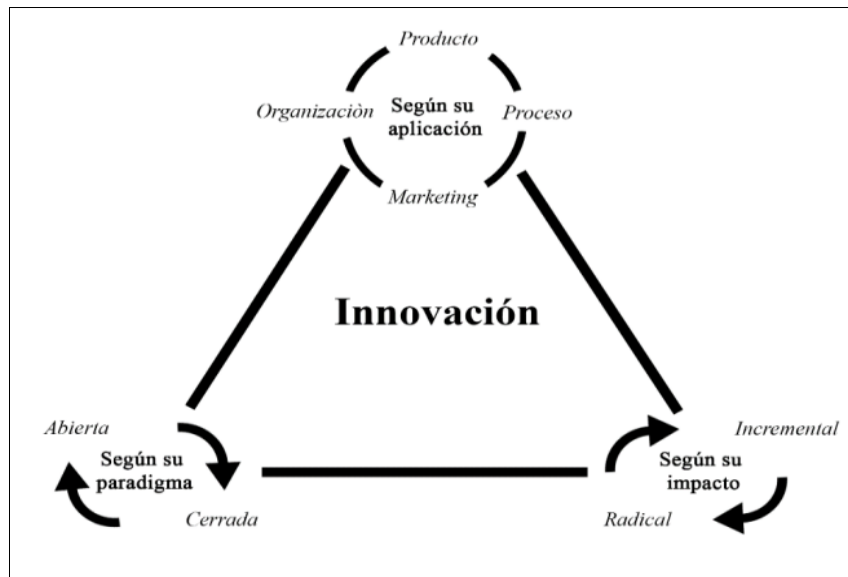 Producto
Organizaciòn
Según su
aplicación
Proceso
Marketing
Innovación
Abierta
Según su
paradigma
Cerrada
Incremental
Según su
impacto
Radical